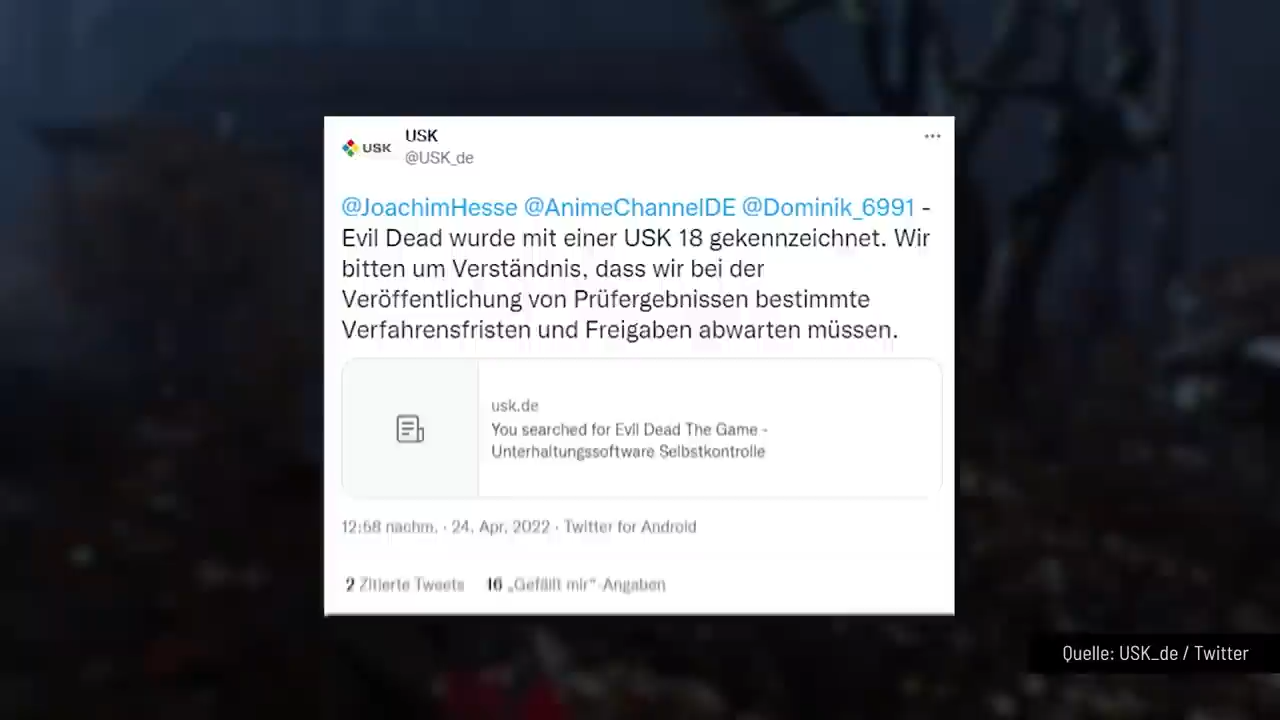 USK
USK
@USK_de
@JoachimHesse @AnimeChannelDE @Dominik_6991 -
Evil Dead wurde mit einer USK 18 gekennzeichnet. Wir
bitten um Verständnis, dass wir bei der
Veröffentlichung von Prüfergebnissen bestimmte
Verfahrensfristen und Freigaben abwarten müssen.
usk.de
You searched for Evil Dead The Game -
Unterhaltungssoftware Selbstkontrolle
nachm. · 24. Apr. 2022 · Twitter for Android
2 Zitierte Tweets 16 „Gefällt mir“-Angaben
Quelle: USK_de / Twitter